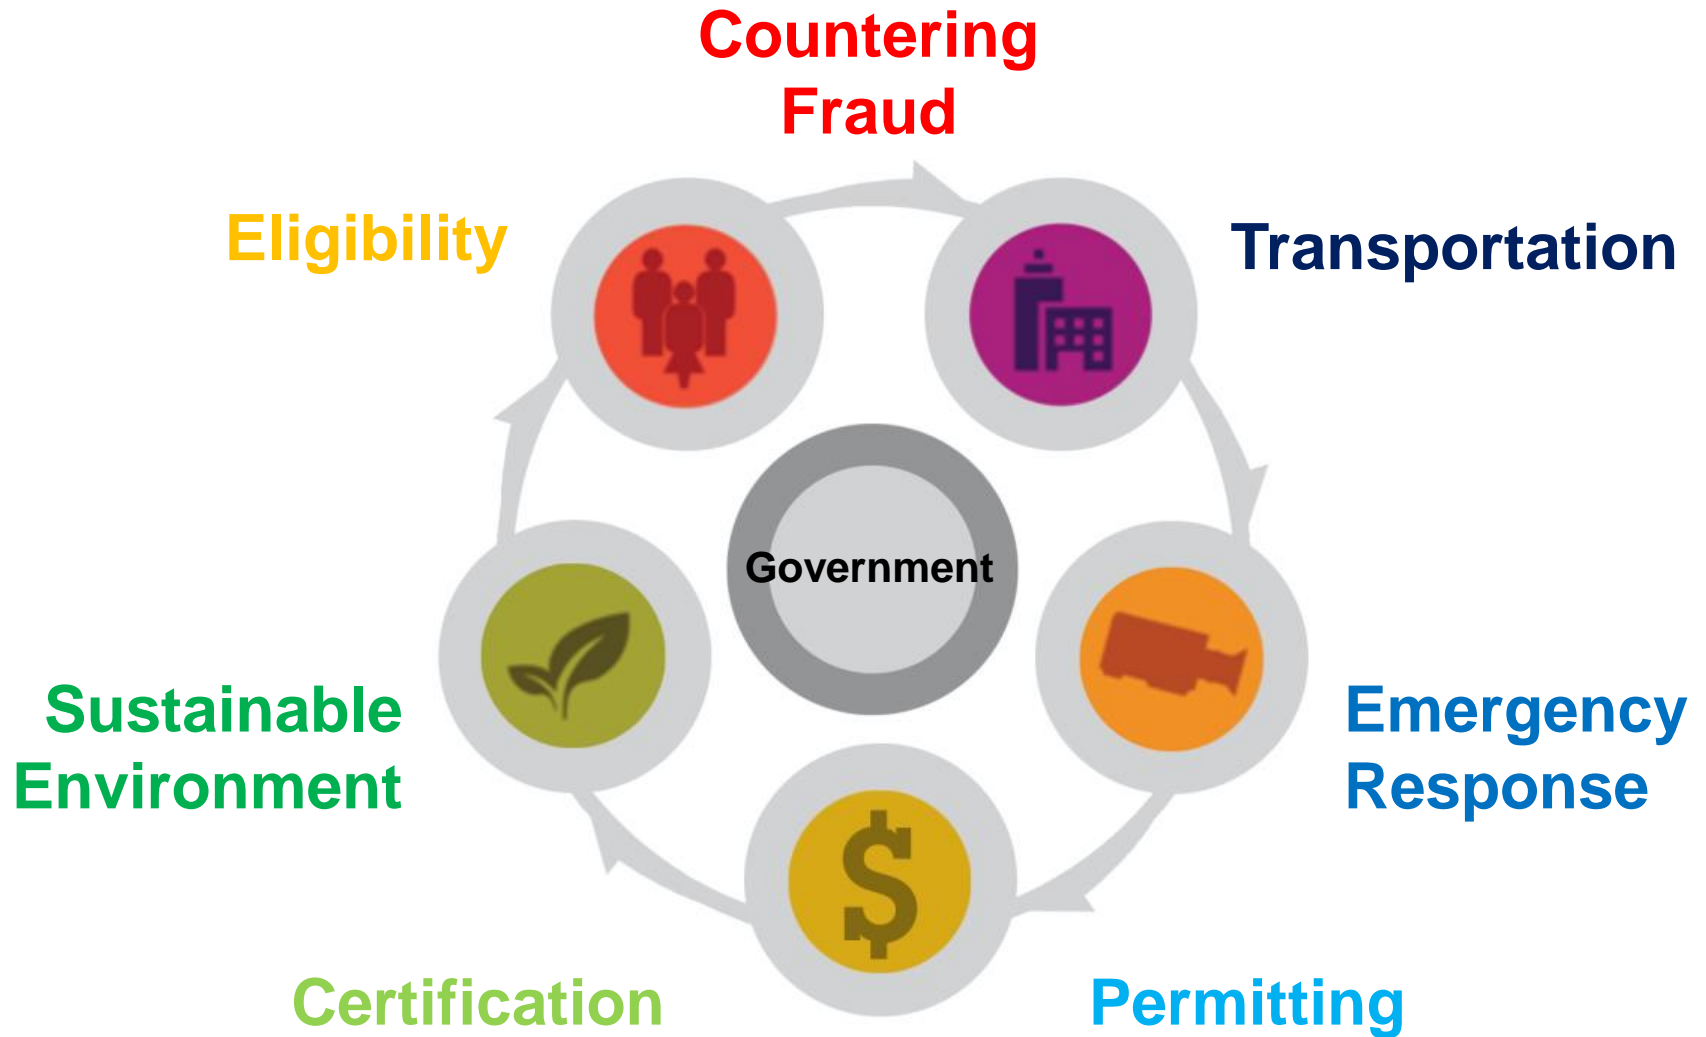 Countering
Fraud
Eligibility
Transportation
Government
Sustainable
Environment
Emergency
Response
$
Certification
Permitting